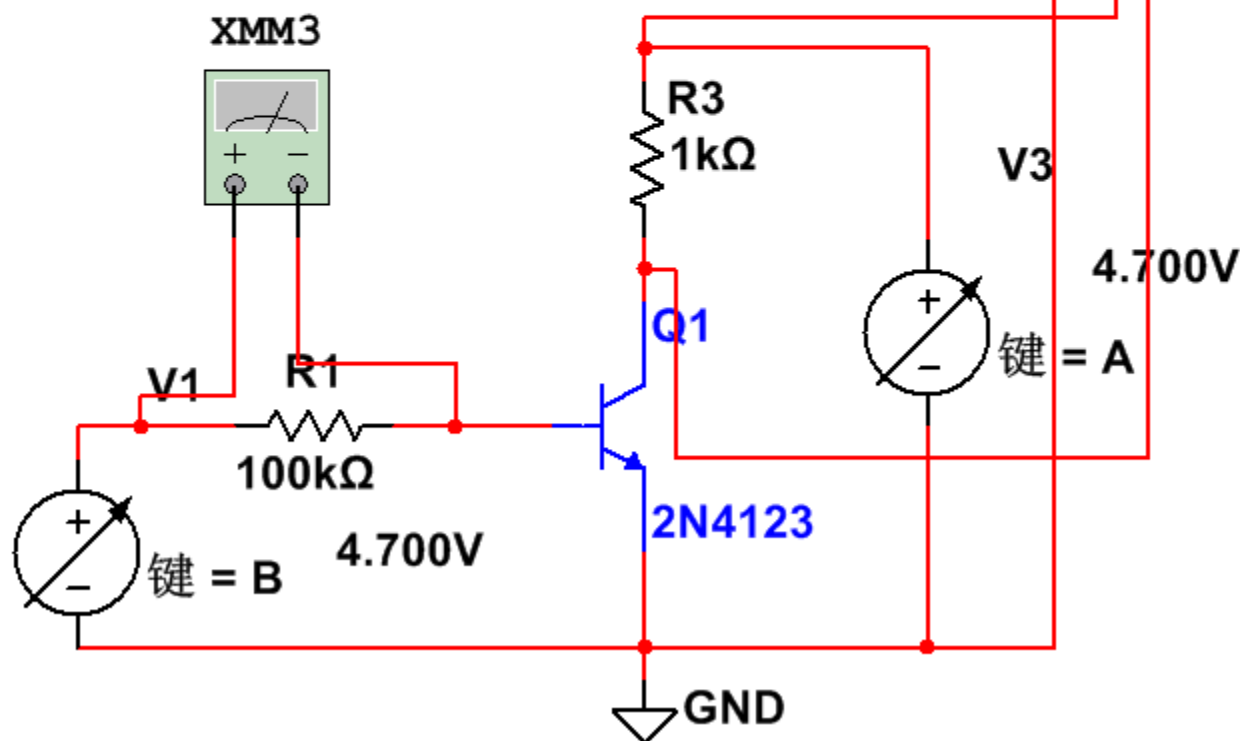 XMM3
R3
1kΩ
V3
4.700V
Q1
键 = A
V1
R1
100kΩ
2N4123
4.700V
键 = B
GND